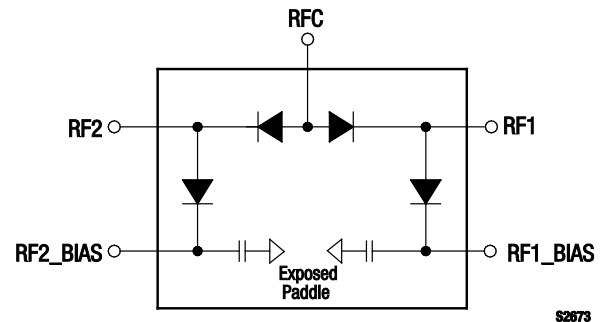 RFC
RF2
RF1
RF2_BIAS
RF1_BIAS
Exposed
Paddle
S2673